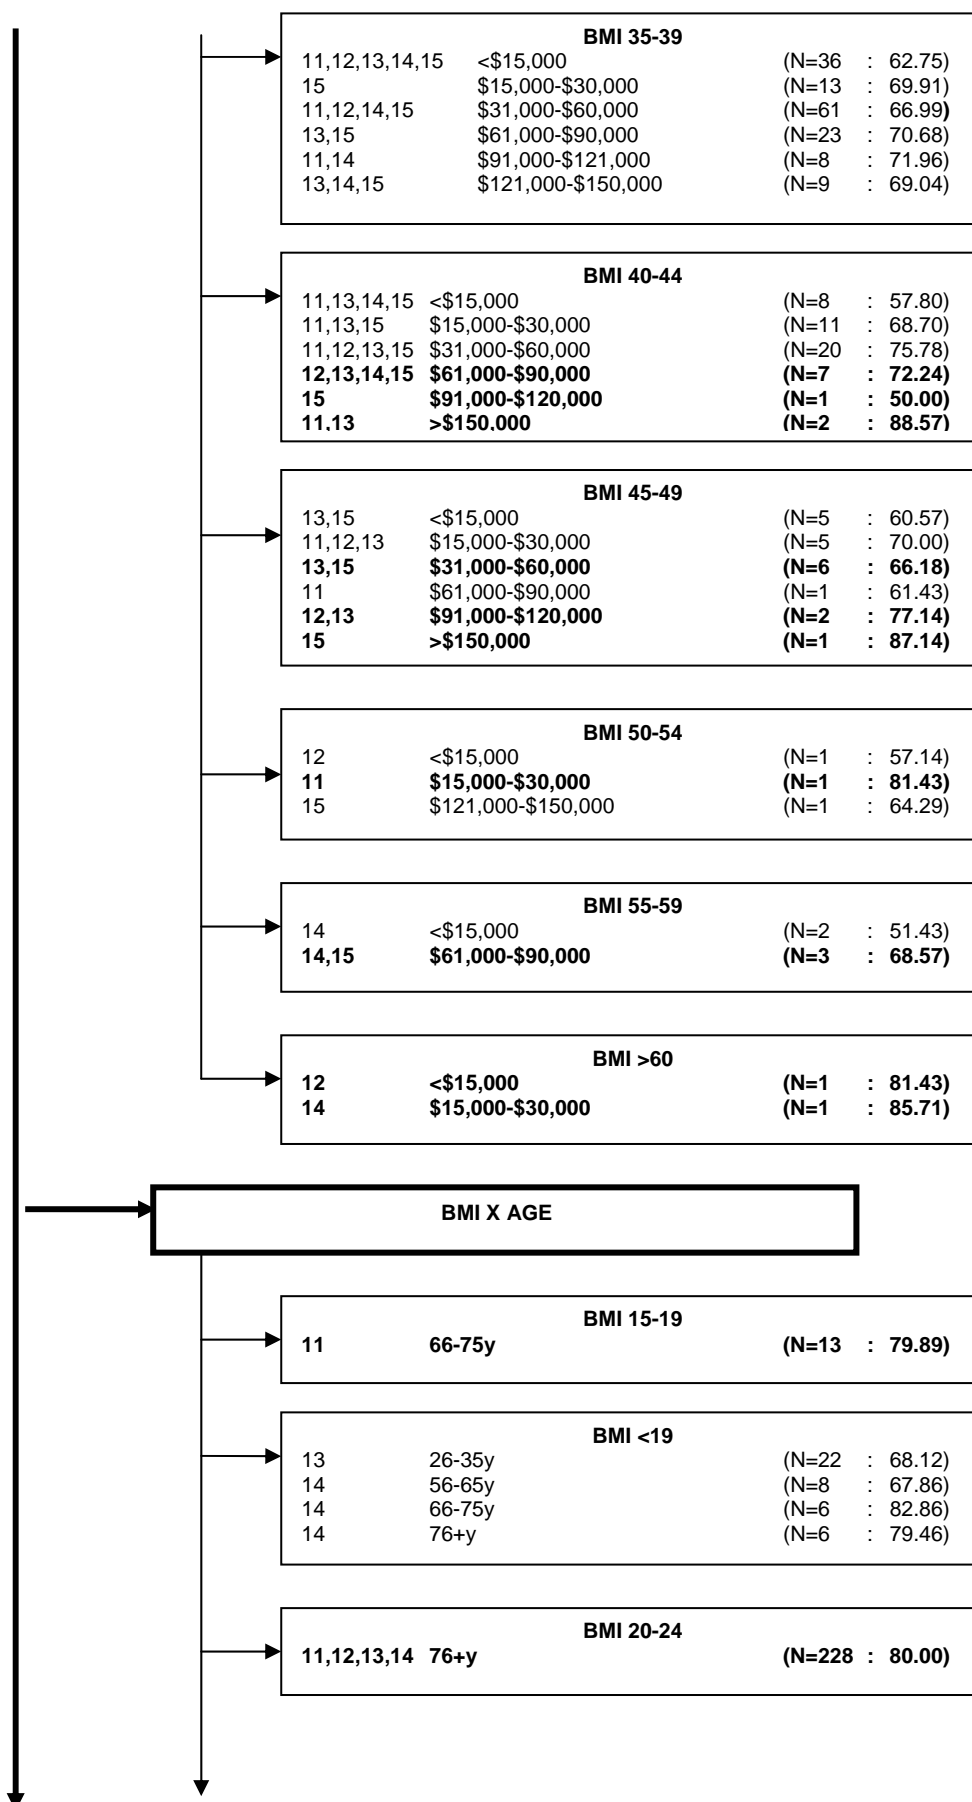 BMI 35-39
11,12,13,14,15 <$15,000 (N=36 : 62.75)
15 $15,000-$30,000 (N=13 : 69.91)
11,12,14,15 $31,000-$60,000 (N=61 : 66.99)
13,15 $61,000-$90,000 (N=23 : 70.68)
11,14 $91,000-$121,000 (N=8 : 71.96)
13,14,15 $121,000-$150,000 (N=9 : 69.04)
BMI 40-44
11,13,14,15 <$15,000 (N=8 : 57.80)
11,13,15 $15,000-$30,000 (N=11 : 68.70)
11,12,13,15 $31,000-$60,000 (N=20 : 75.78)
12,13,14,15 $61,000-$90,000 (N=7 : 72.24)
15 $91,000-$120,000 (N=1 : 50.00)
11,13 >$150,000 (N=2 : 88.57)
BMI 45-49
13,15 <$15,000 (N=5 : 60.57)
11,12,13 $15,000-$30,000 (N=5 : 70.00)
13,15 $31,000-$60,000 (N=6 : 66.18)
11 $61,000-$90,000 (N=1 : 61.43)
12,13 $91,000-$120,000 (N=2 : 77.14)
15 >$150,000 (N=1 : 87.14)
BMI 50-54
12 <$15,000 (N=1 : 57.14)
11 $15,000-$30,000 (N=1 : 81.43)
15 $121,000-$150,000 (N=1 : 64.29)
BMI 55-59
14 <$15,000 (N=2 : 51.43)
14,15 $61,000-$90,000 (N=3 : 68.57)
BMI >60
12 <$15,000 (N=1 : 81.43)
14 $15,000-$30,000 (N=1 : 85.71)
BMI X AGE
BMI 15-19
11 66-75y (N=13 : 79.89)
BMI <19
13 26-35y (N=22 : 68.12)
14 56-65y (N=8 : 67.86)
14 66-75y (N=6 : 82.86)
14 76+y (N=6 : 79.46)
BMI 20-24
11,12,13,14 76+y (N=228 : 80.00)